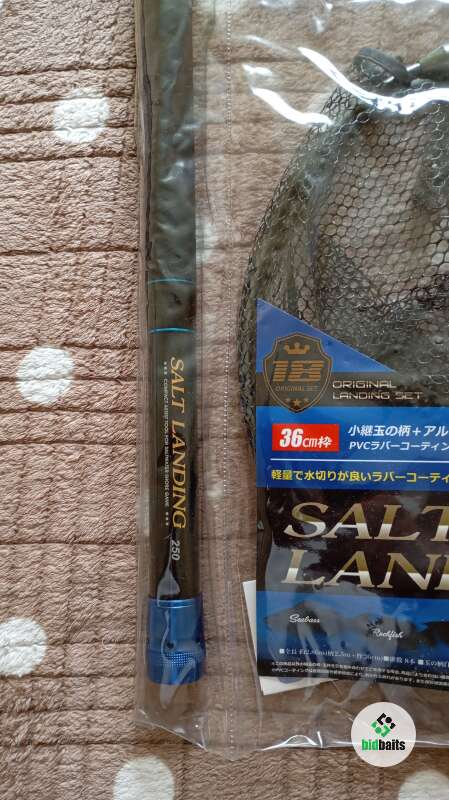 SALT LANDING
COMPACT ASSIST TOOL FOR SALTWATER SHORE GAME
250
ORIGINAL SET
ORIGINAL
LANDING SET
36cm枠
小継玉の柄+アル
PVCラバーコーティン
軽量で水切りが良いラバーコーティ
SALT
LAN
Seabass
Rockfish
bidbaits